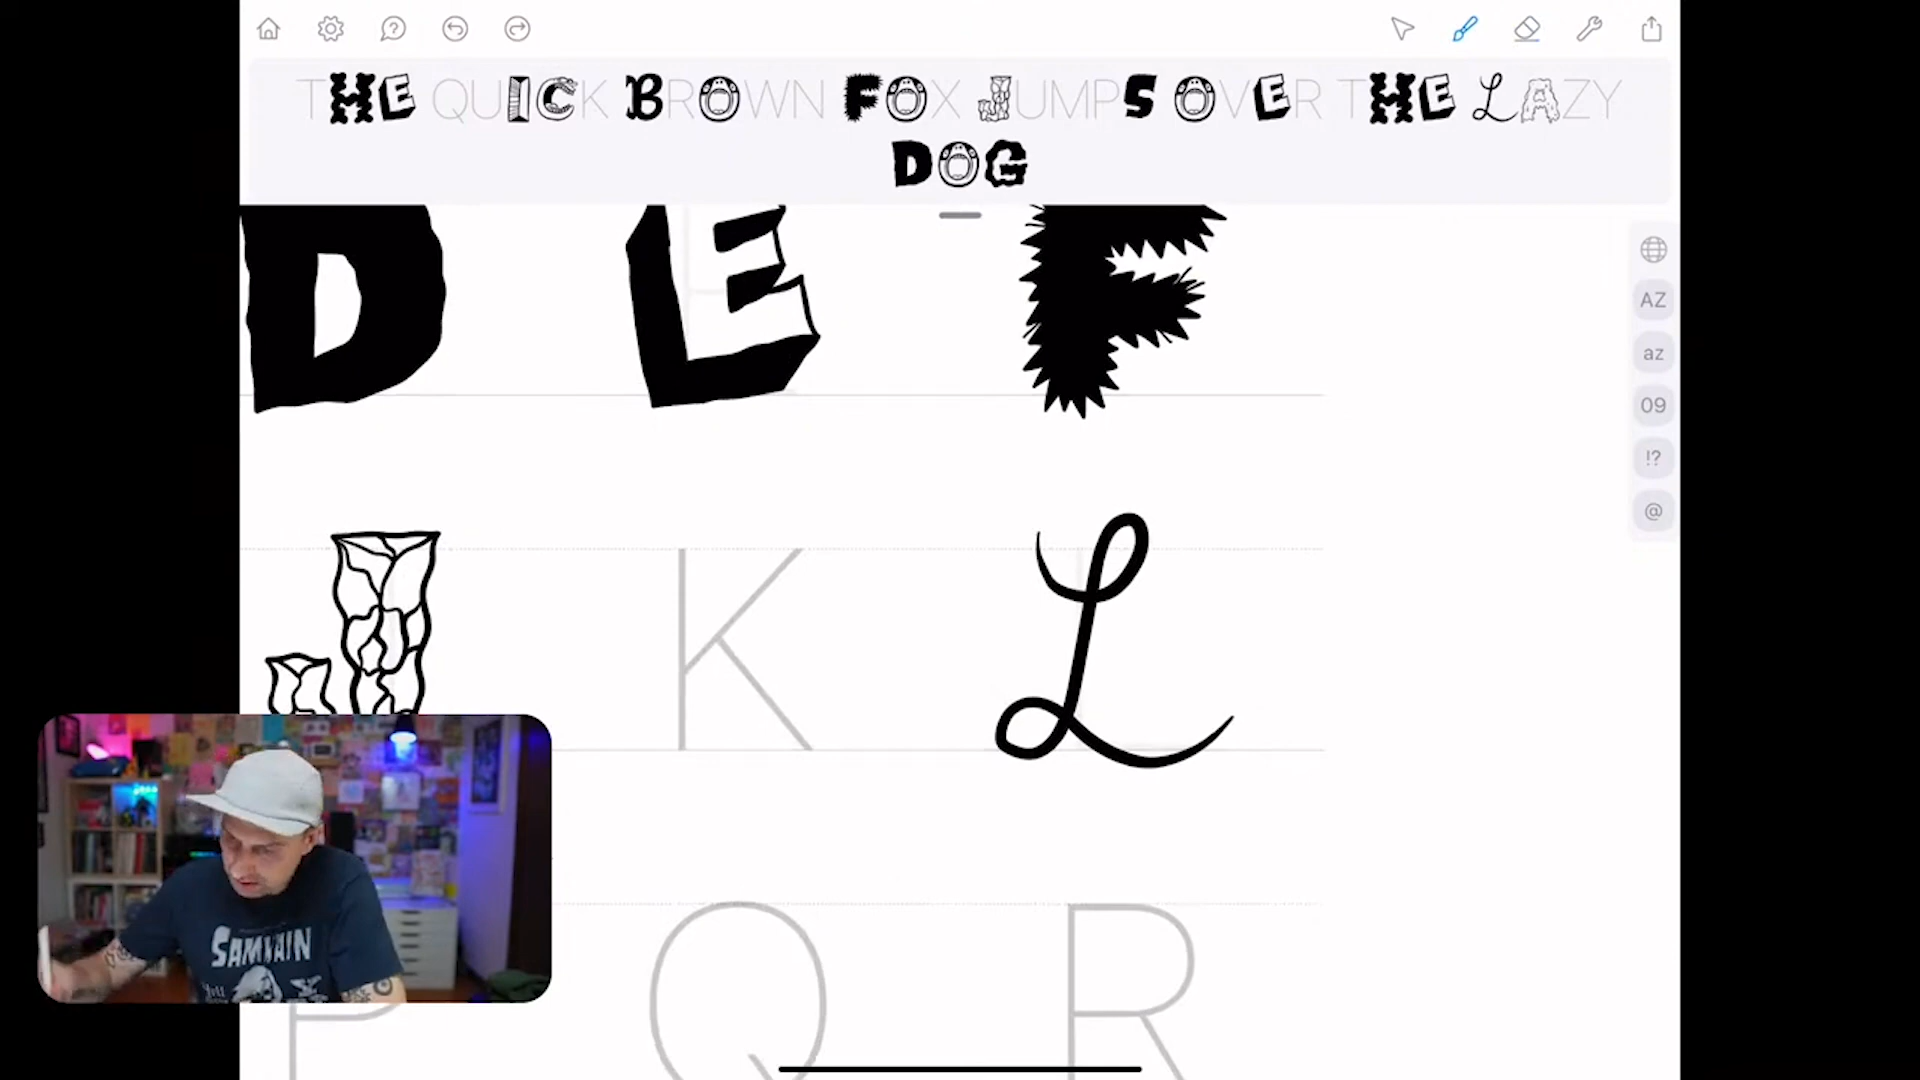 THE QUICK BROWN FOX JUMPS OVER THE LAZY
DOG
D E F
AZ
az
09
!?
@
J K L
SAMHAIN
P Q R